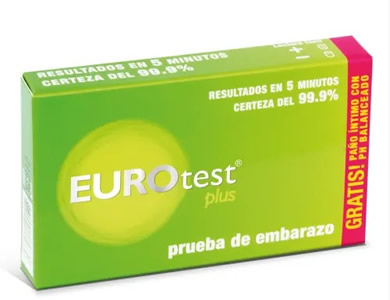 RESULTADOS EN 5 MINUTOS
CERTEZA DEL 99.9%
RESULTADOS EN 5 MINUTOS
CERTEZA DEL 99.9%
EUROtest®
plus
prueba de embarazo
GRATIS! PAÑO ÍNTIMO CON
PH BALANCEADO